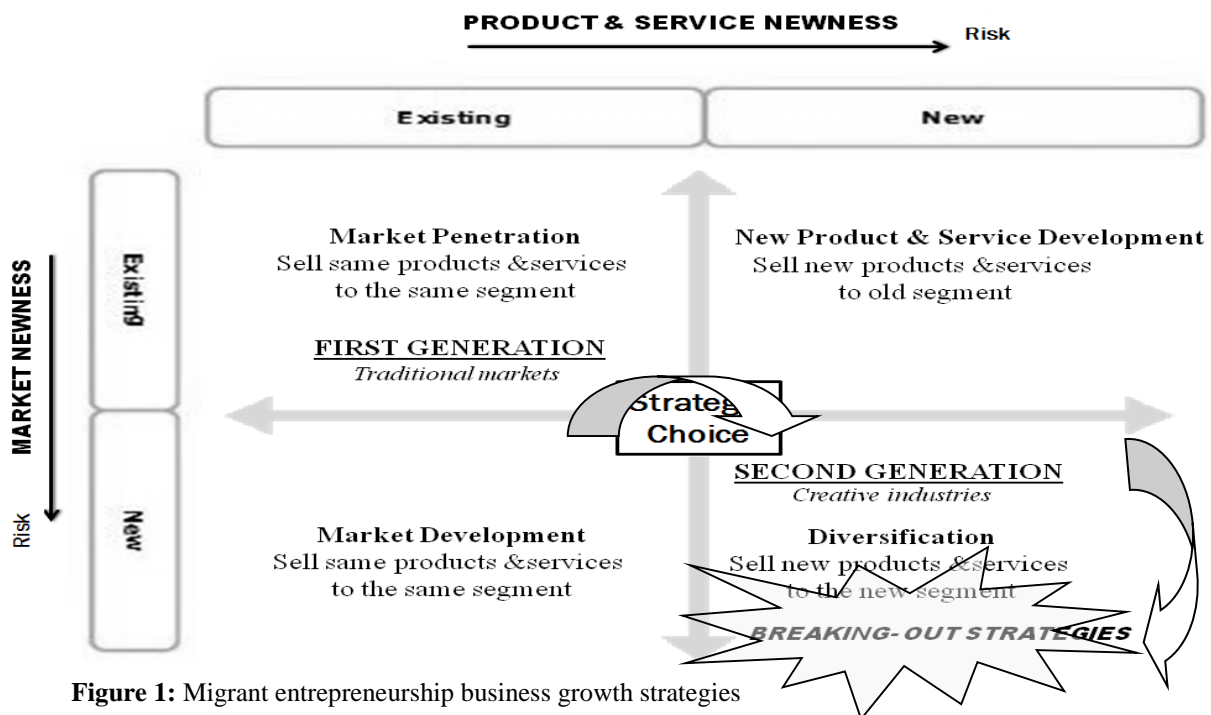 PRODUCT & SERVICE NEWNESS
Risk
Existing
New
MARKET NEWNESS
Risk
Existing
New
Market Penetration
Sell same products &services
to the same segment
FIRST GENERATION
Traditional markets
New Product & Service Development
Sell new products &services
to old segment
Strateg
Choice
Market Development
Sell same products &services
to the same segment
SECOND GENERATION
Creative industries
Diversification
Sell new products &services
to the new segment
BREAKING-OUT STRATEGIES
Figure 1: Migrant entrepreneurship business growth strategies